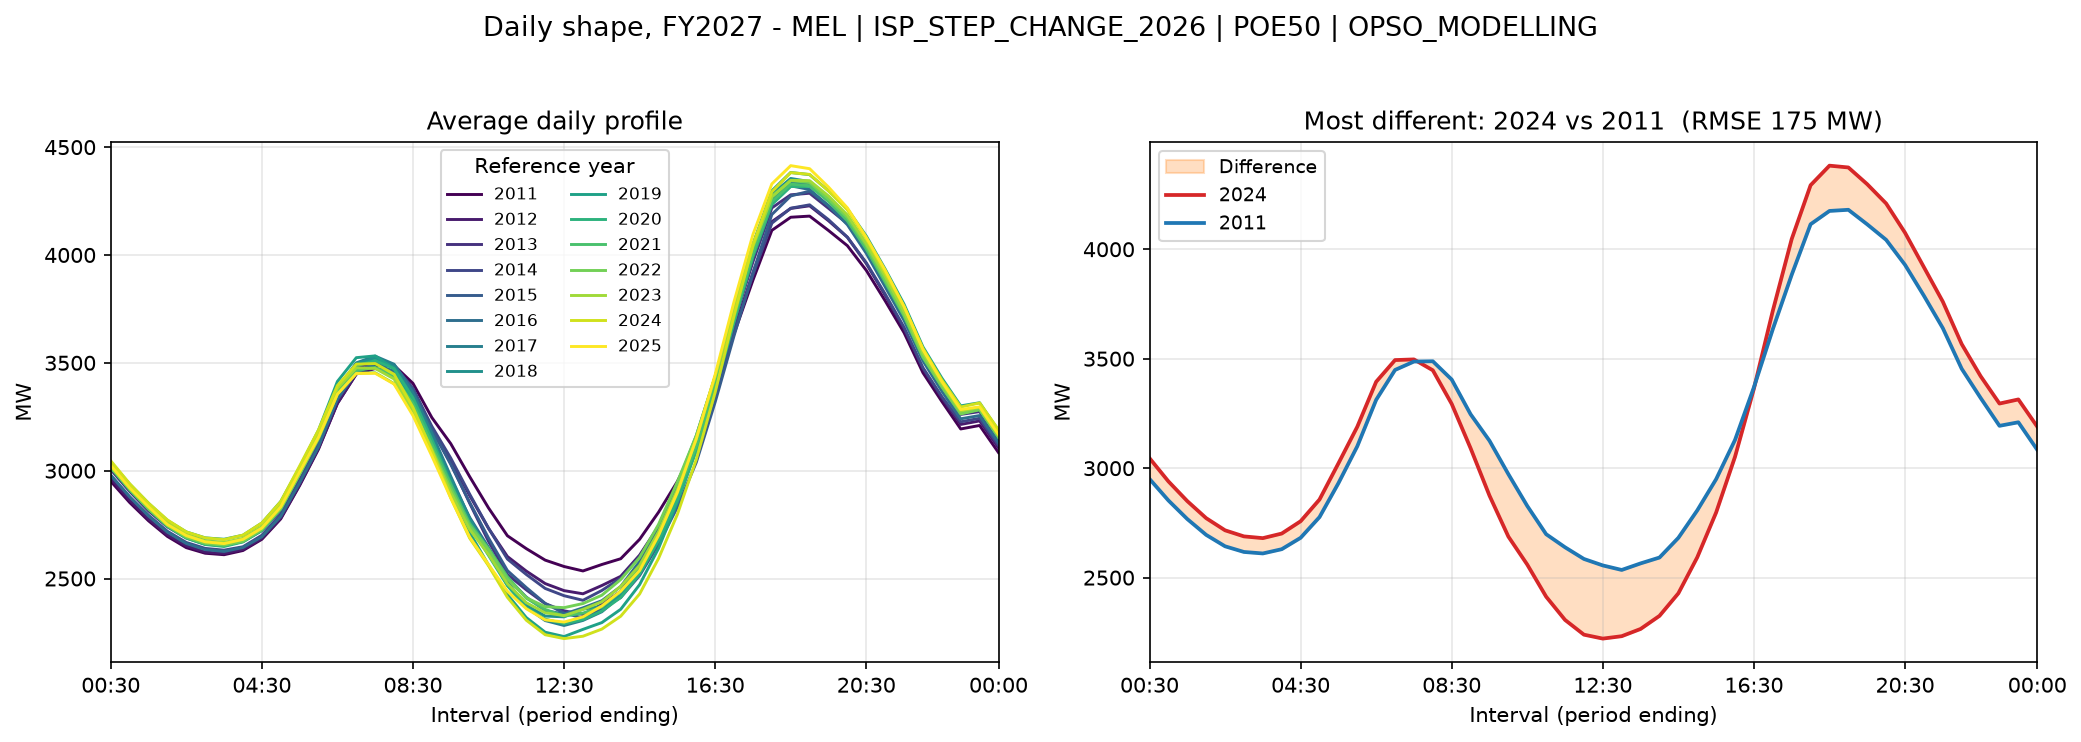 Daily shape, FY2027 - MEL | ISP_STEP_CHANGE_2026 | POE50 | OPSO_MODELLING
Average daily profile
Reference year
2011 2019
2012 2020
2013 2021
2014 2022
2015 2023
2016 2024
2017 2025
2018
4500
4000
3500
3000
2500
MW
00:30 04:30 08:30 12:30 16:30 20:30 00:00
Interval (period ending)
Most different: 2024 vs 2011 (RMSE 175 MW)
Difference
2024
2011
4000
3500
3000
2500
MW
00:30 04:30 08:30 12:30 16:30 20:30 00:00
Interval (period ending)